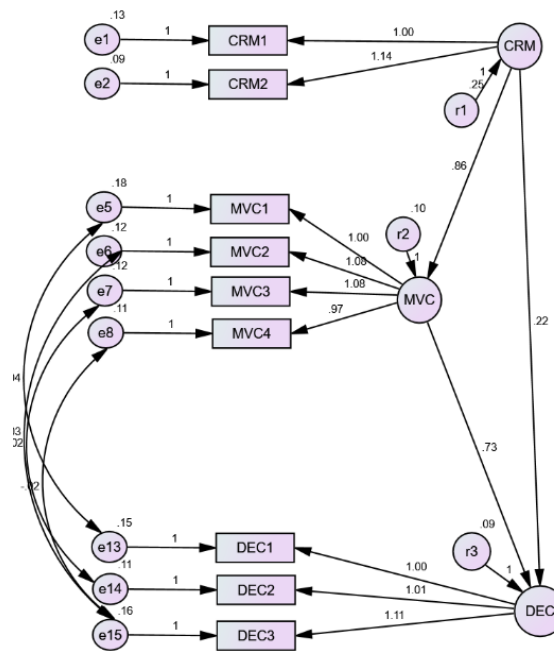 .13
e1 1 CRM1 1.00 CRM
.09
e2 1 CRM2 1.14
1
.25
r1
.86
.18
e5 1 MVC1 1.00
.10
r2
1
.12
e6 1 MVC2 1.08
.12
e7 1 MVC3 1.08 MVC
.11
e8 1 MVC4 .97
.22
.73
.15
e13 1 DEC1 1.00
.09
r3
1
.11
e14 1 DEC2 1.01
DEC
.16
e15 1 DEC3 1.11